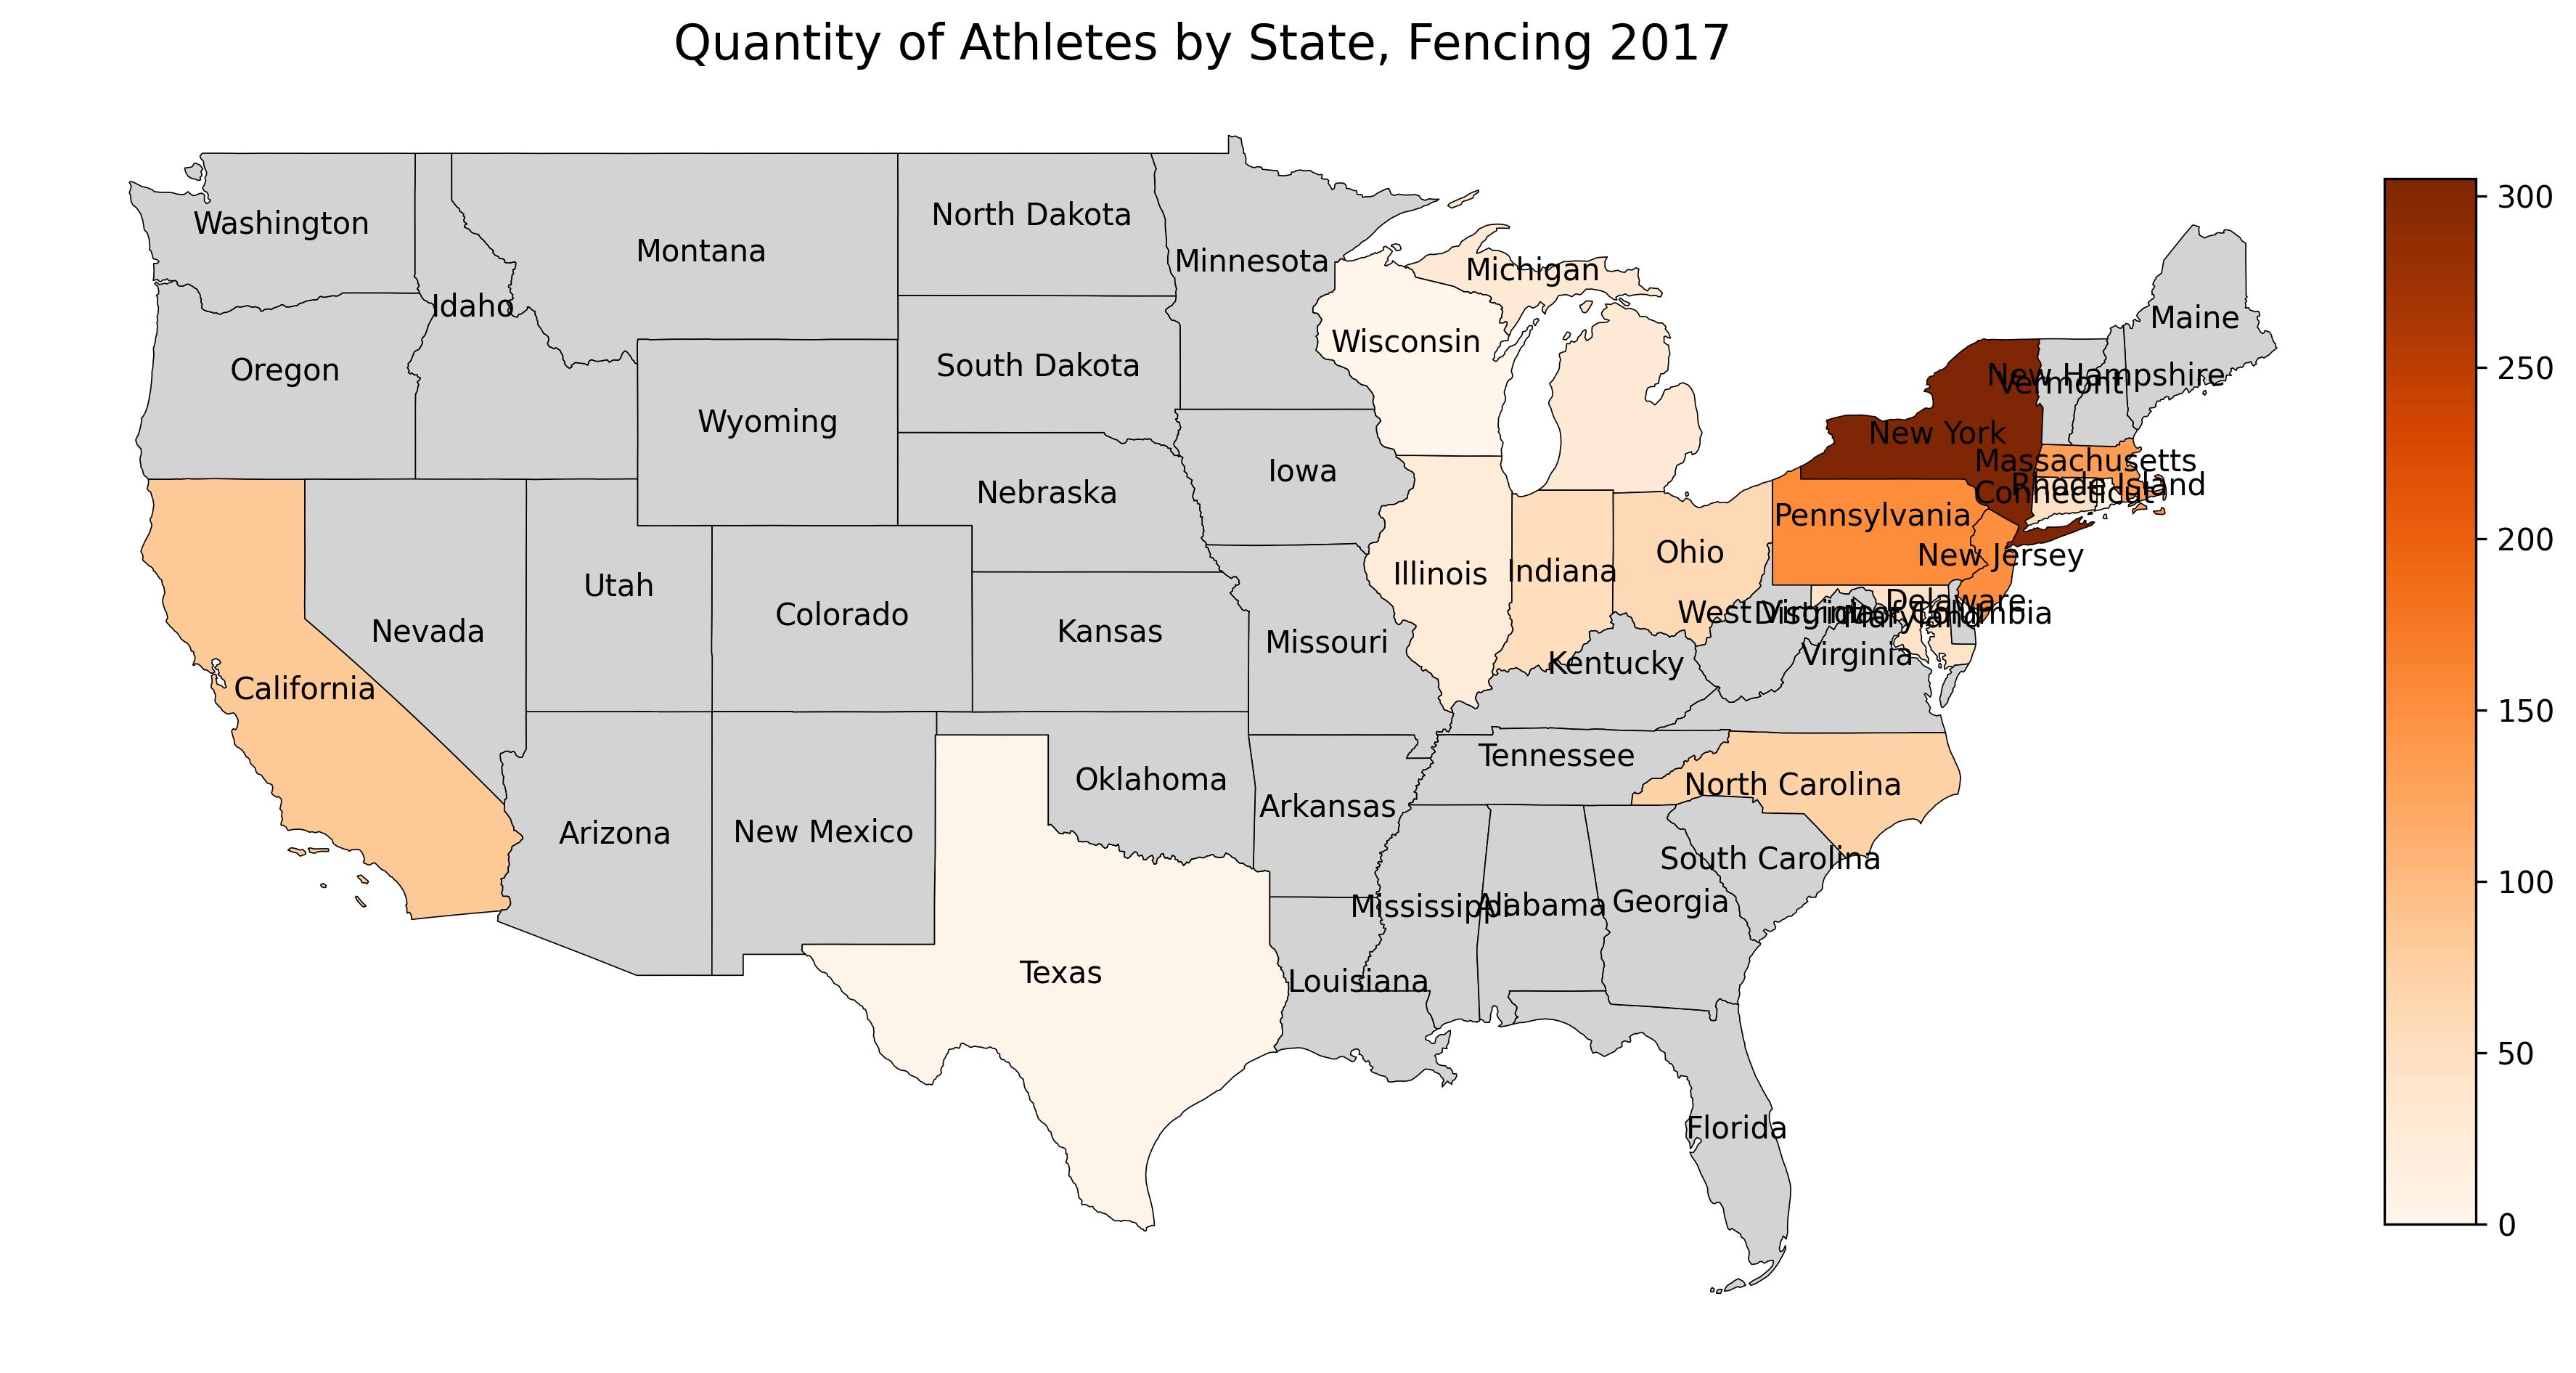 Quantity of Athletes by State, Fencing 2017
Washington
North Dakota
Montana
Minnesota
Michigan
Idaho
Maine
Wisconsin
Oregon
South Dakota
New Hampshire
Vermont
Wyoming
New York
Massachusetts
Iowa
Rhode Island
Nebraska
Connecticut
Pennsylvania
Ohio
New Jersey
Illinois
Indiana
Utah
Delaware
Colorado
West Virginia
District of Columbia
Maryland
Nevada
Kansas
Missouri
Virginia
Kentucky
California
Tennessee
Oklahoma
North Carolina
Arkansas
Arizona
New Mexico
South Carolina
Georgia
Mississippi
Alabama
Texas
Louisiana
Florida
300
250
200
150
100
50
0